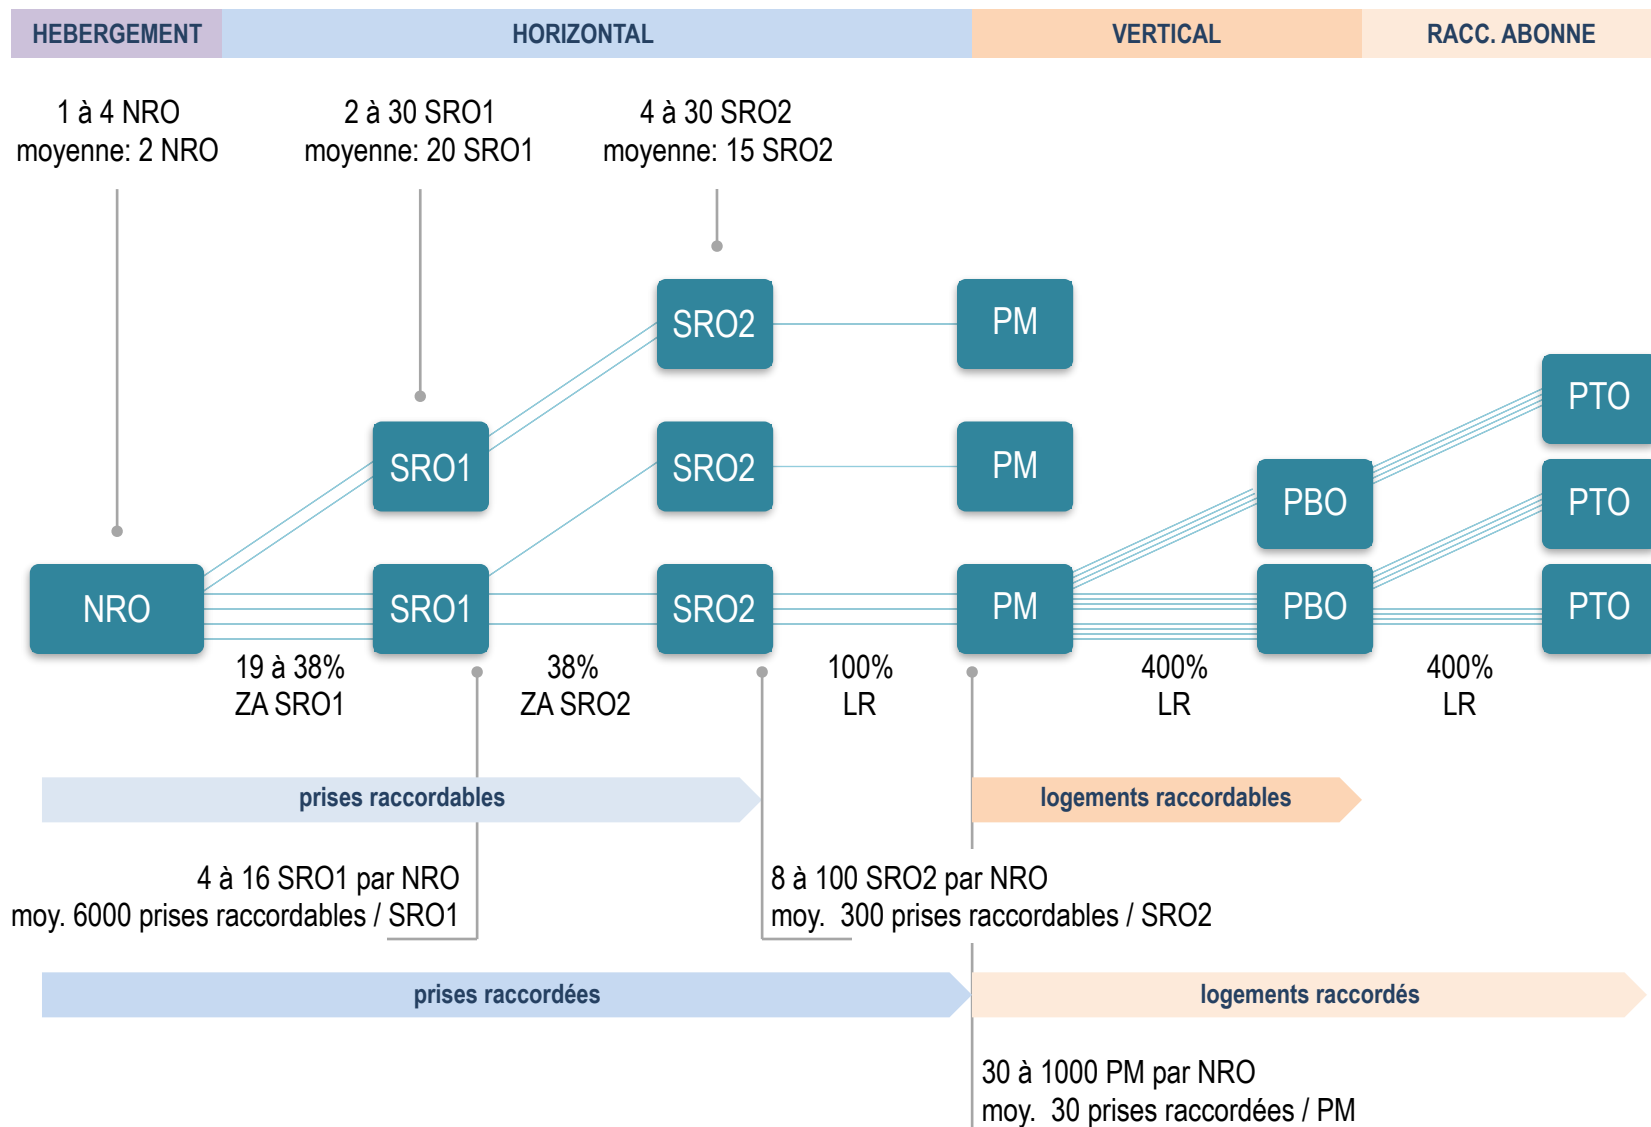 HEBERGEMENT
HORIZONTAL
VERTICAL
RACC. ABONNE
1 à 4 NRO
moyenne: 2 NRO
2 à 30 SRO1
moyenne: 20 SRO1
4 à 30 SRO2
moyenne: 15 SRO2
SRO2
PM
PTO
SRO1
SRO2
PM
PBO
PTO
NRO
SRO1
SRO2
PM
PBO
PTO
19 à 38%
ZA SRO1
38%
ZA SRO2
100%
LR
400%
LR
400%
LR
prises raccordables
logements raccordables
4 à 16 SRO1 par NRO
moy. 6000 prises raccordables / SRO1
8 à 100 SRO2 par NRO
moy. 300 prises raccordables / SRO2
prises raccordées
logements raccordés
30 à 1000 PM par NRO
moy. 30 prises raccordées / PM